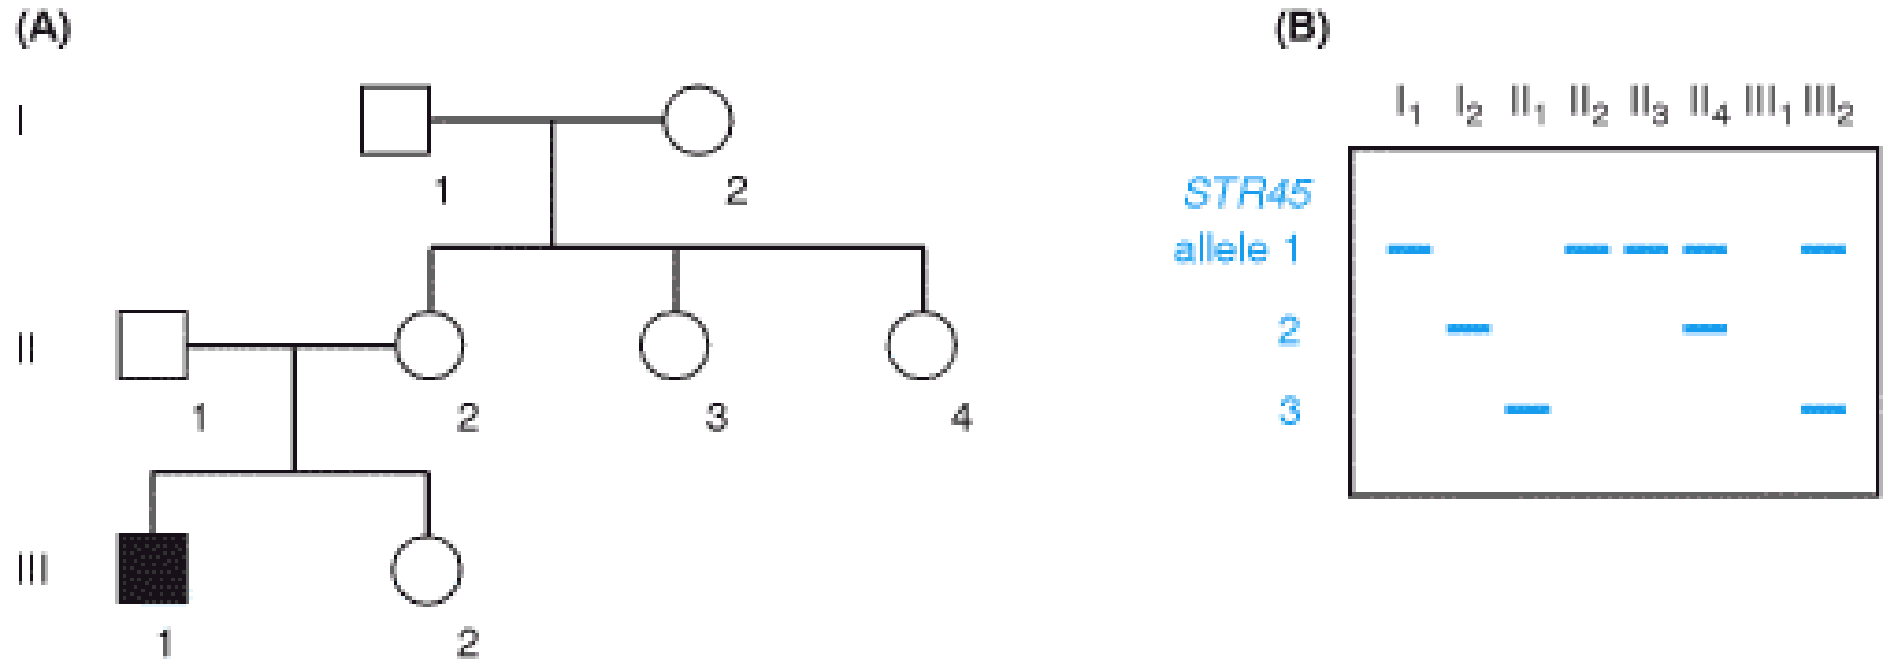 (A)
I
1 2
II
1 2 3 4
III
1 2
(B)
I1 I2 II1 II2 II3 II4 III1 III2
STR45
allele 1
2
3